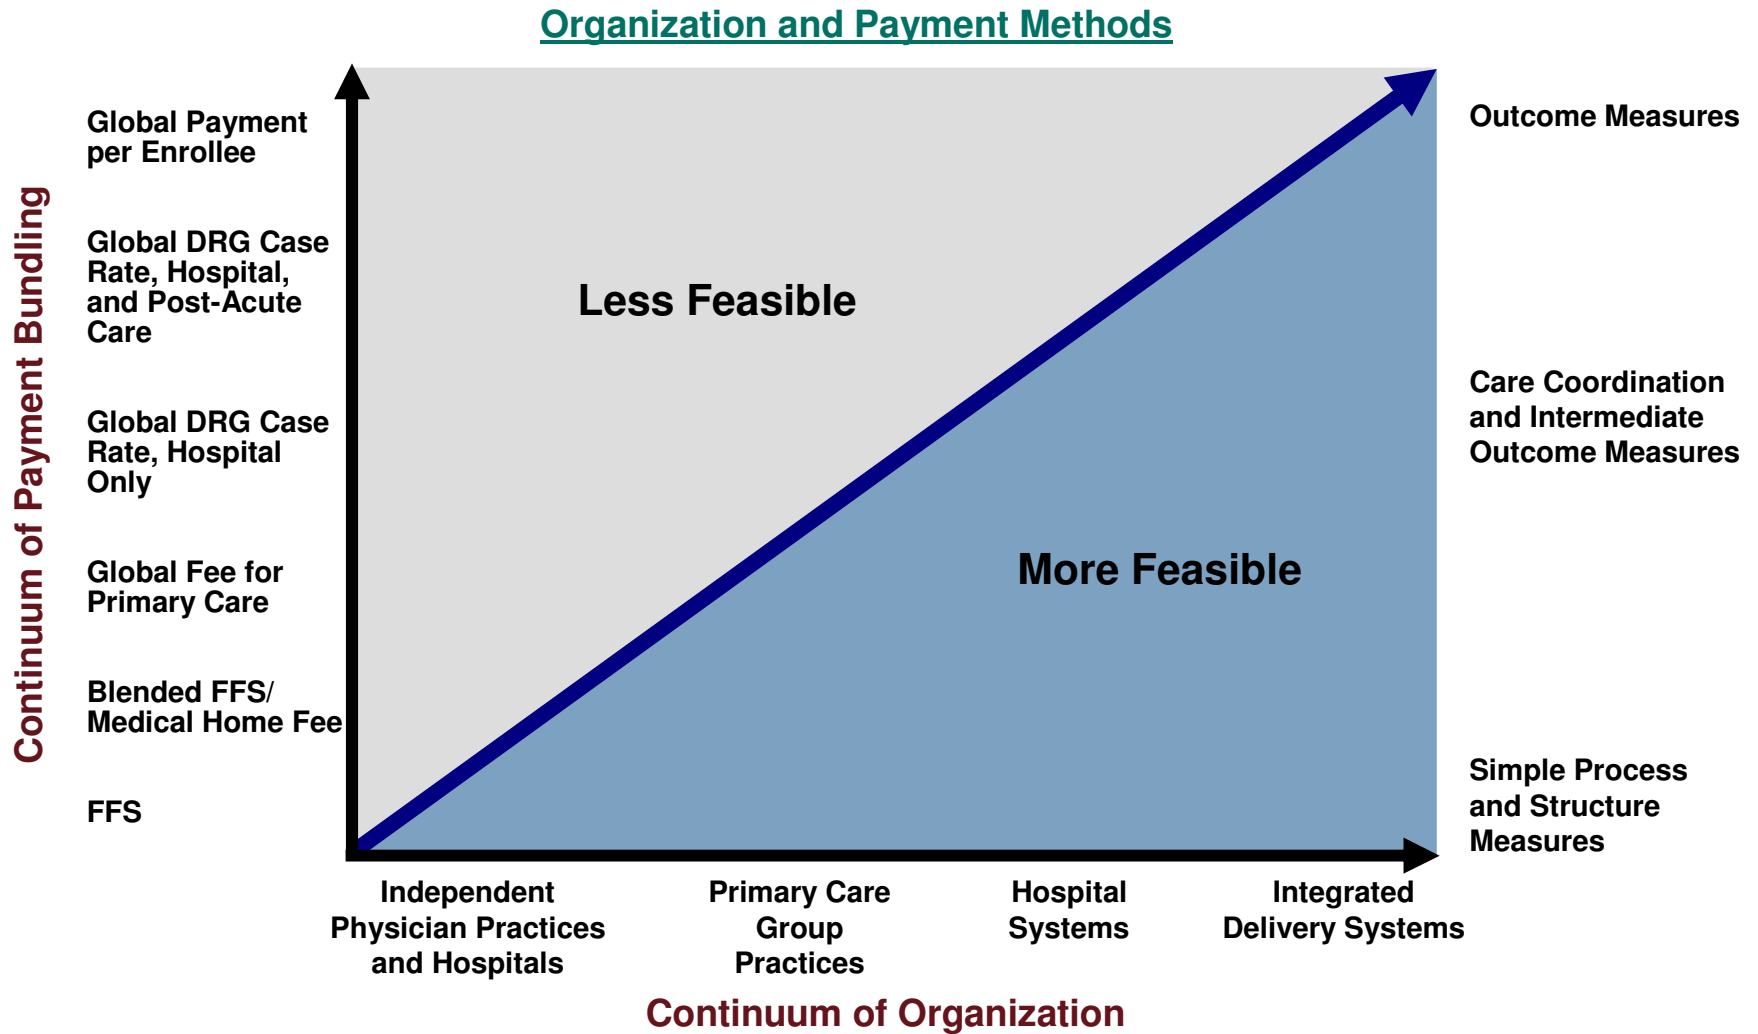 Organization and Payment Methods
Continuum of Payment Bundling
Global Payment
per Enrollee
Global DRG Case
Rate, Hospital,
and Post-Acute
Care
Global DRG Case
Rate, Hospital
Only
Global Fee for
Primary Care
Blended FFS/
Medical Home Fee
FFS
Less Feasible
More Feasible
Outcome Measures
Care Coordination
and Intermediate
Outcome Measures
Simple Process
and Structure
Measures
Independent
Physician Practices
and Hospitals
Primary Care
Group
Practices
Hospital
Systems
Integrated
Delivery Systems
Continuum of Organization